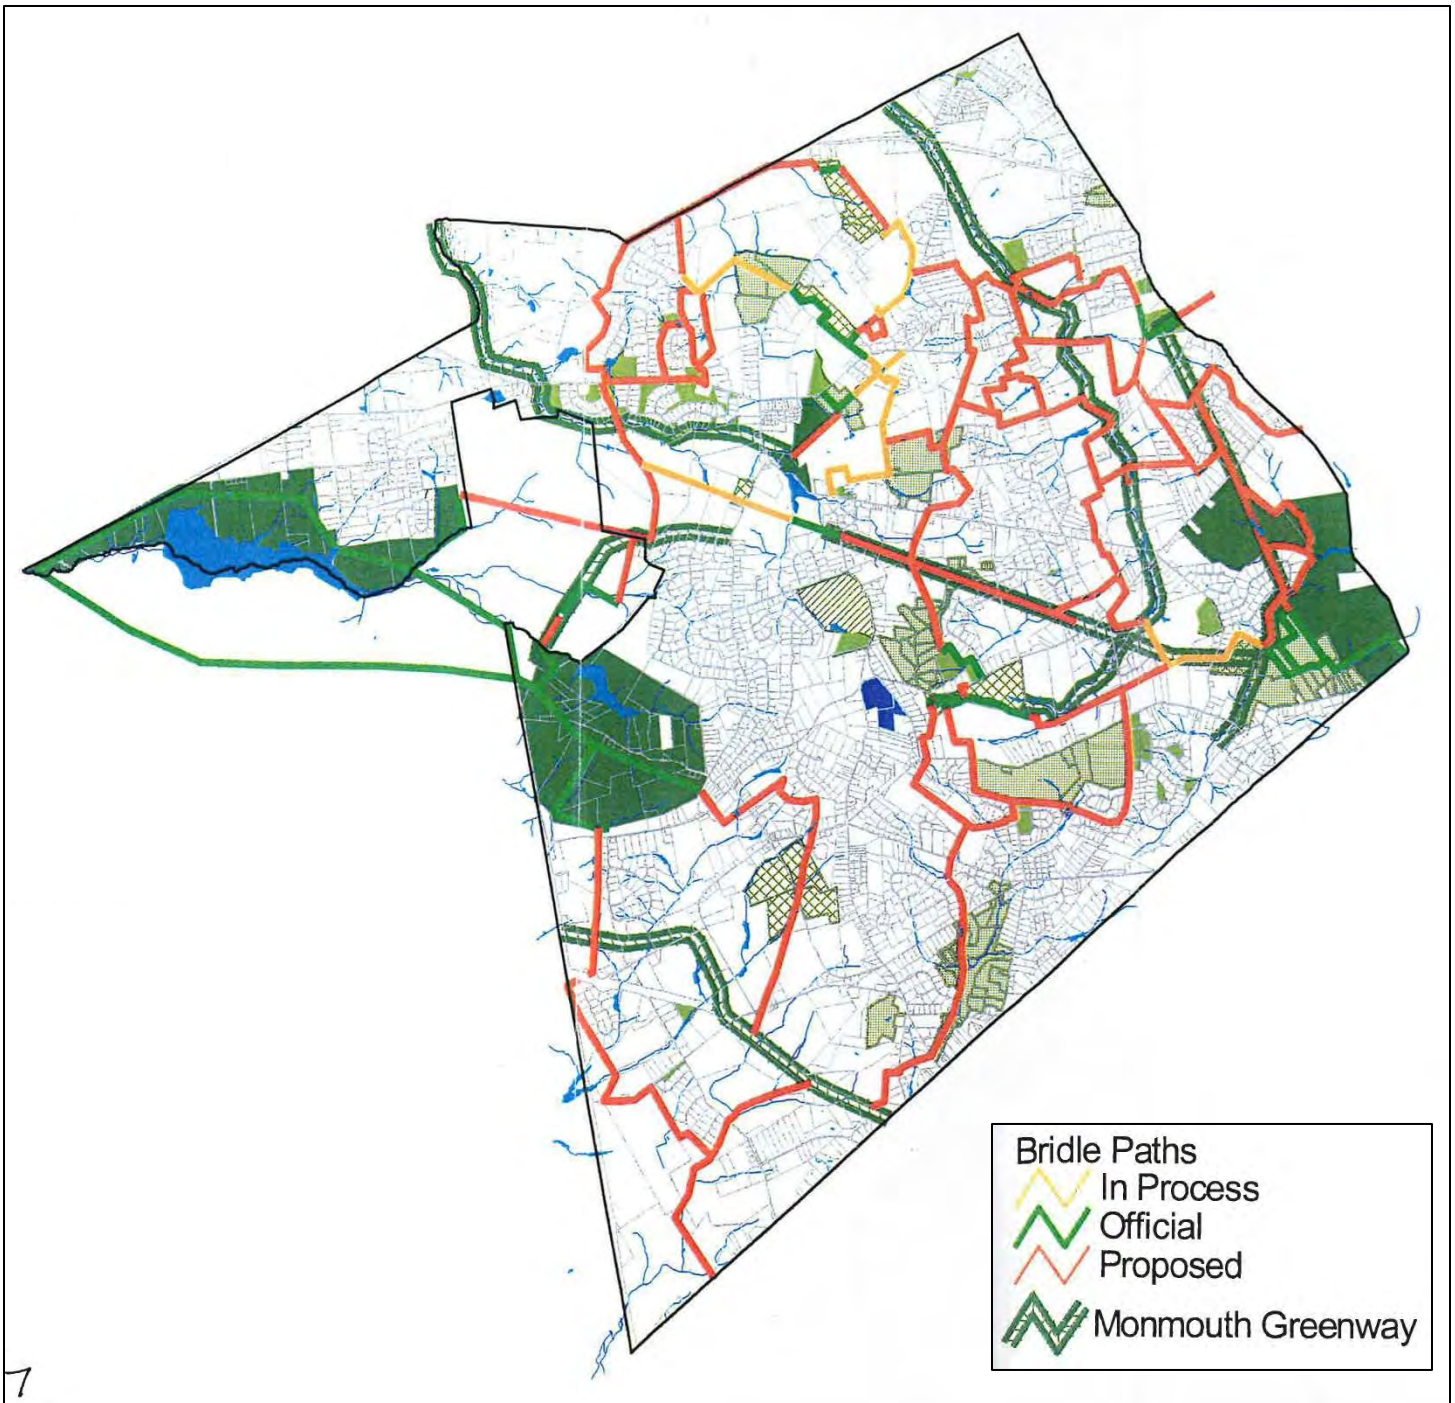 Bridle Paths
In Process
Official
Proposed
Monmouth Greenway
7